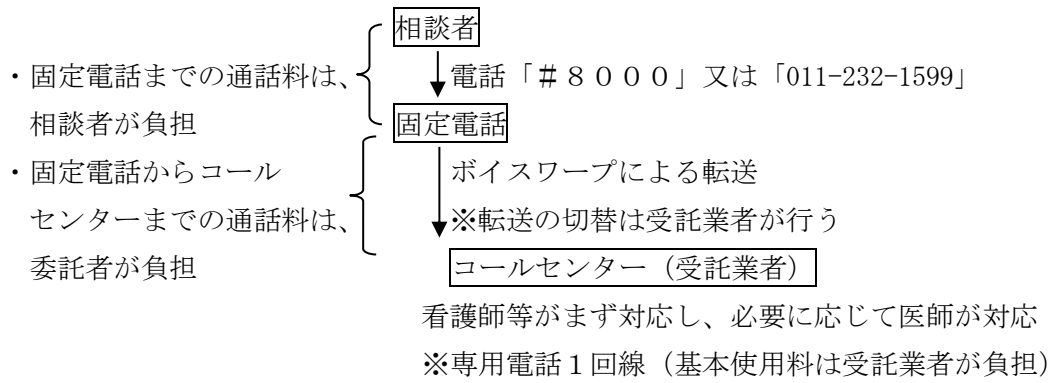 相談者
・固定電話までの通話料は、 電話「#8000」又は「011-232-1599」
相談者が負担 固定電話
・固定電話からコール ボイスワープによる転送
センターまでの通話料は、 ※転送の切替は受託業者が行う
委託者が負担 コールセンター(受託業者)
看護師等がまず対応し、必要に応じて医師が対応
※専用電話1回線(基本使用料は受託業者が負担)